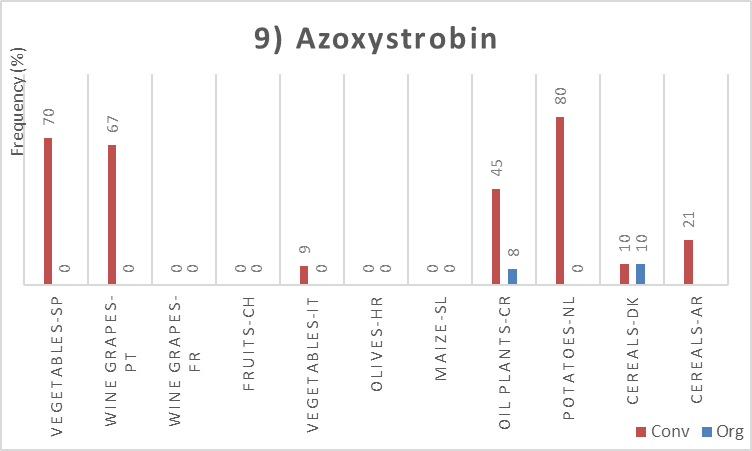 9) Azoxystrobin
Frequency (%)
70
0
67
0
0
0
0
0
9
0
0
0
0
0
45
8
80
0
10
10
21
VEGETABLES-SP
WINE GRAPES-
PT
WINE GRAPES-
FR
FRUITS-CH
VEGETABLES-IT
OLIVES-HR
MAIZE-SL
OIL PLANTS-CR
POTATOES-NL
CEREALS-DK
CEREALS-AR
Conv
Org